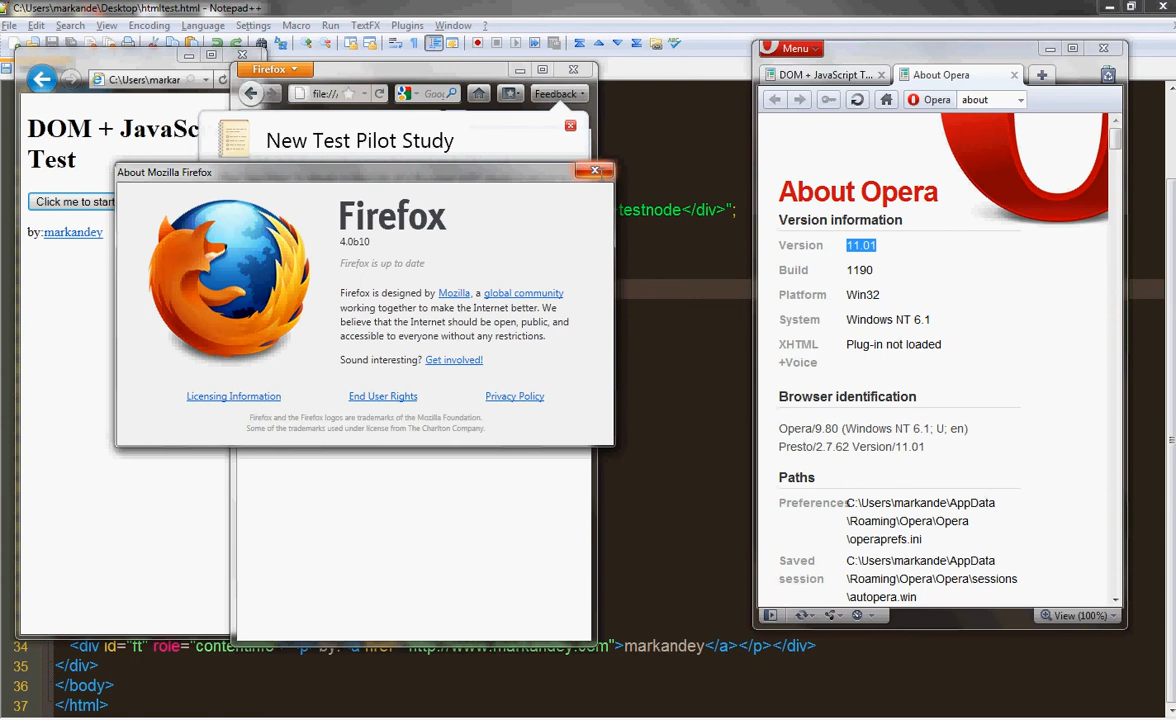 C:\Users\markande\Desktop\htmltest.html - Notepad++
File Edit Search View Encoding Language Settings Macro Run TextFX Plugins Window ?
C:\Users\markar
DOM + JavaSc
Test
Click me to start
by:markandey
Firefox
file://
Feedback
New Test Pilot Study
About Mozilla Firefox
Firefox
4.0b10
Firefox is up to date
Firefox is designed by Mozilla, a global community
working together to make the Internet better. We
believe that the Internet should be open, public, and
accessible to everyone without any restrictions.
Sound interesting? Get involved!
Licensing Information End User Rights Privacy Policy
Firefox and the Firefox logos are trademarks of the Mozilla Foundation.
Some of the trademarks used under license from The Charlton Company.
testnode</div>";
Menu
DOM + JavaScript T... About Opera
Opera about
About Opera
Version information
Version 11.01
Build 1190
Platform Win32
System Windows NT 6.1
XHTML Plug-in not loaded
+Voice
Browser identification
Opera/9.80 (Windows NT 6.1; U; en)
Presto/2.7.62 Version/11.01
Paths
Preferences C:\Users\markande\AppData
\Roaming\Opera\Opera
\operaprefs.ini
Saved C:\Users\markande\AppData
session \Roaming\Opera\Opera\sessions
\autopera.win
View (100%)
34 <div id="ft" role="contentinfo markandey</a></p></div>
35 </div>
36 </body>
37 </html>